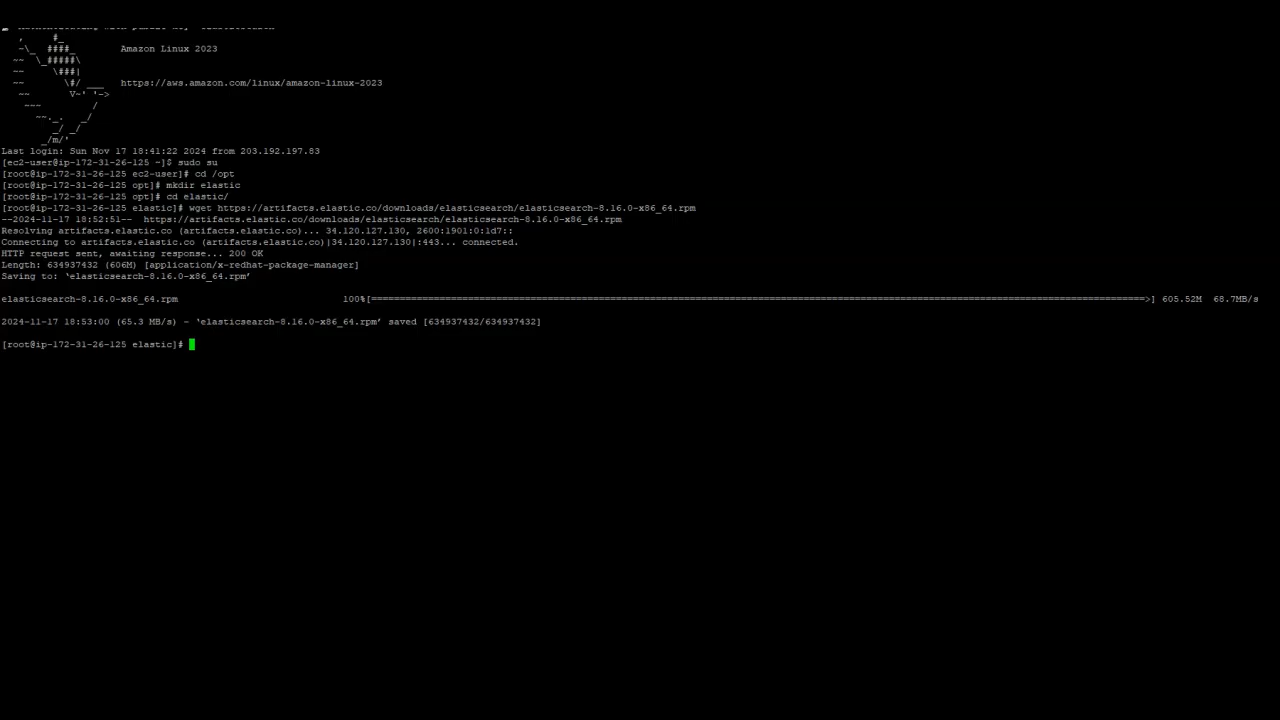 ,     #_
~\_  ####_        Amazon Linux 2023
~~  \_#####\
~~     \###|
~~       \#/ ___  https://aws.amazon.com/linux/amazon-linux-2023
~~       V~' '->
~~~         /
~~._.   _/
_/ _/
_/m/'
Last login: Sun Nov 17 18:41:22 2024 from 203.192.197.83
[ec2-user@ip-172-31-26-125 ~]$ sudo su
[root@ip-172-31-26-125 ec2-user]# cd /opt
[root@ip-172-31-26-125 opt]# mkdir elastic
[root@ip-172-31-26-125 opt]# cd elastic/
[root@ip-172-31-26-125 elastic]# wget https://artifacts.elastic.co/downloads/elasticsearch/elasticsearch-8.16.0-x86_64.rpm
--2024-11-17 18:52:51--  https://artifacts.elastic.co/downloads/elasticsearch/elasticsearch-8.16.0-x86_64.rpm
Resolving artifacts.elastic.co (artifacts.elastic.co)... 34.120.127.130, 2600:1901:0:1d7::
Connecting to artifacts.elastic.co (artifacts.elastic.co)|34.120.127.130|:443... connected.
HTTP request sent, awaiting response... 200 OK
Length: 634937432 (606M) [application/x-redhat-package-manager]
Saving to: ‘elasticsearch-8.16.0-x86_64.rpm’
elasticsearch-8.16.0-x86_64.rpm 100%[=====================================================================>] 605.52M  68.7MB/s
2024-11-17 18:53:00 (65.3 MB/s) - ‘elasticsearch-8.16.0-x86_64.rpm’ saved [634937432/634937432]
[root@ip-172-31-26-125 elastic]#